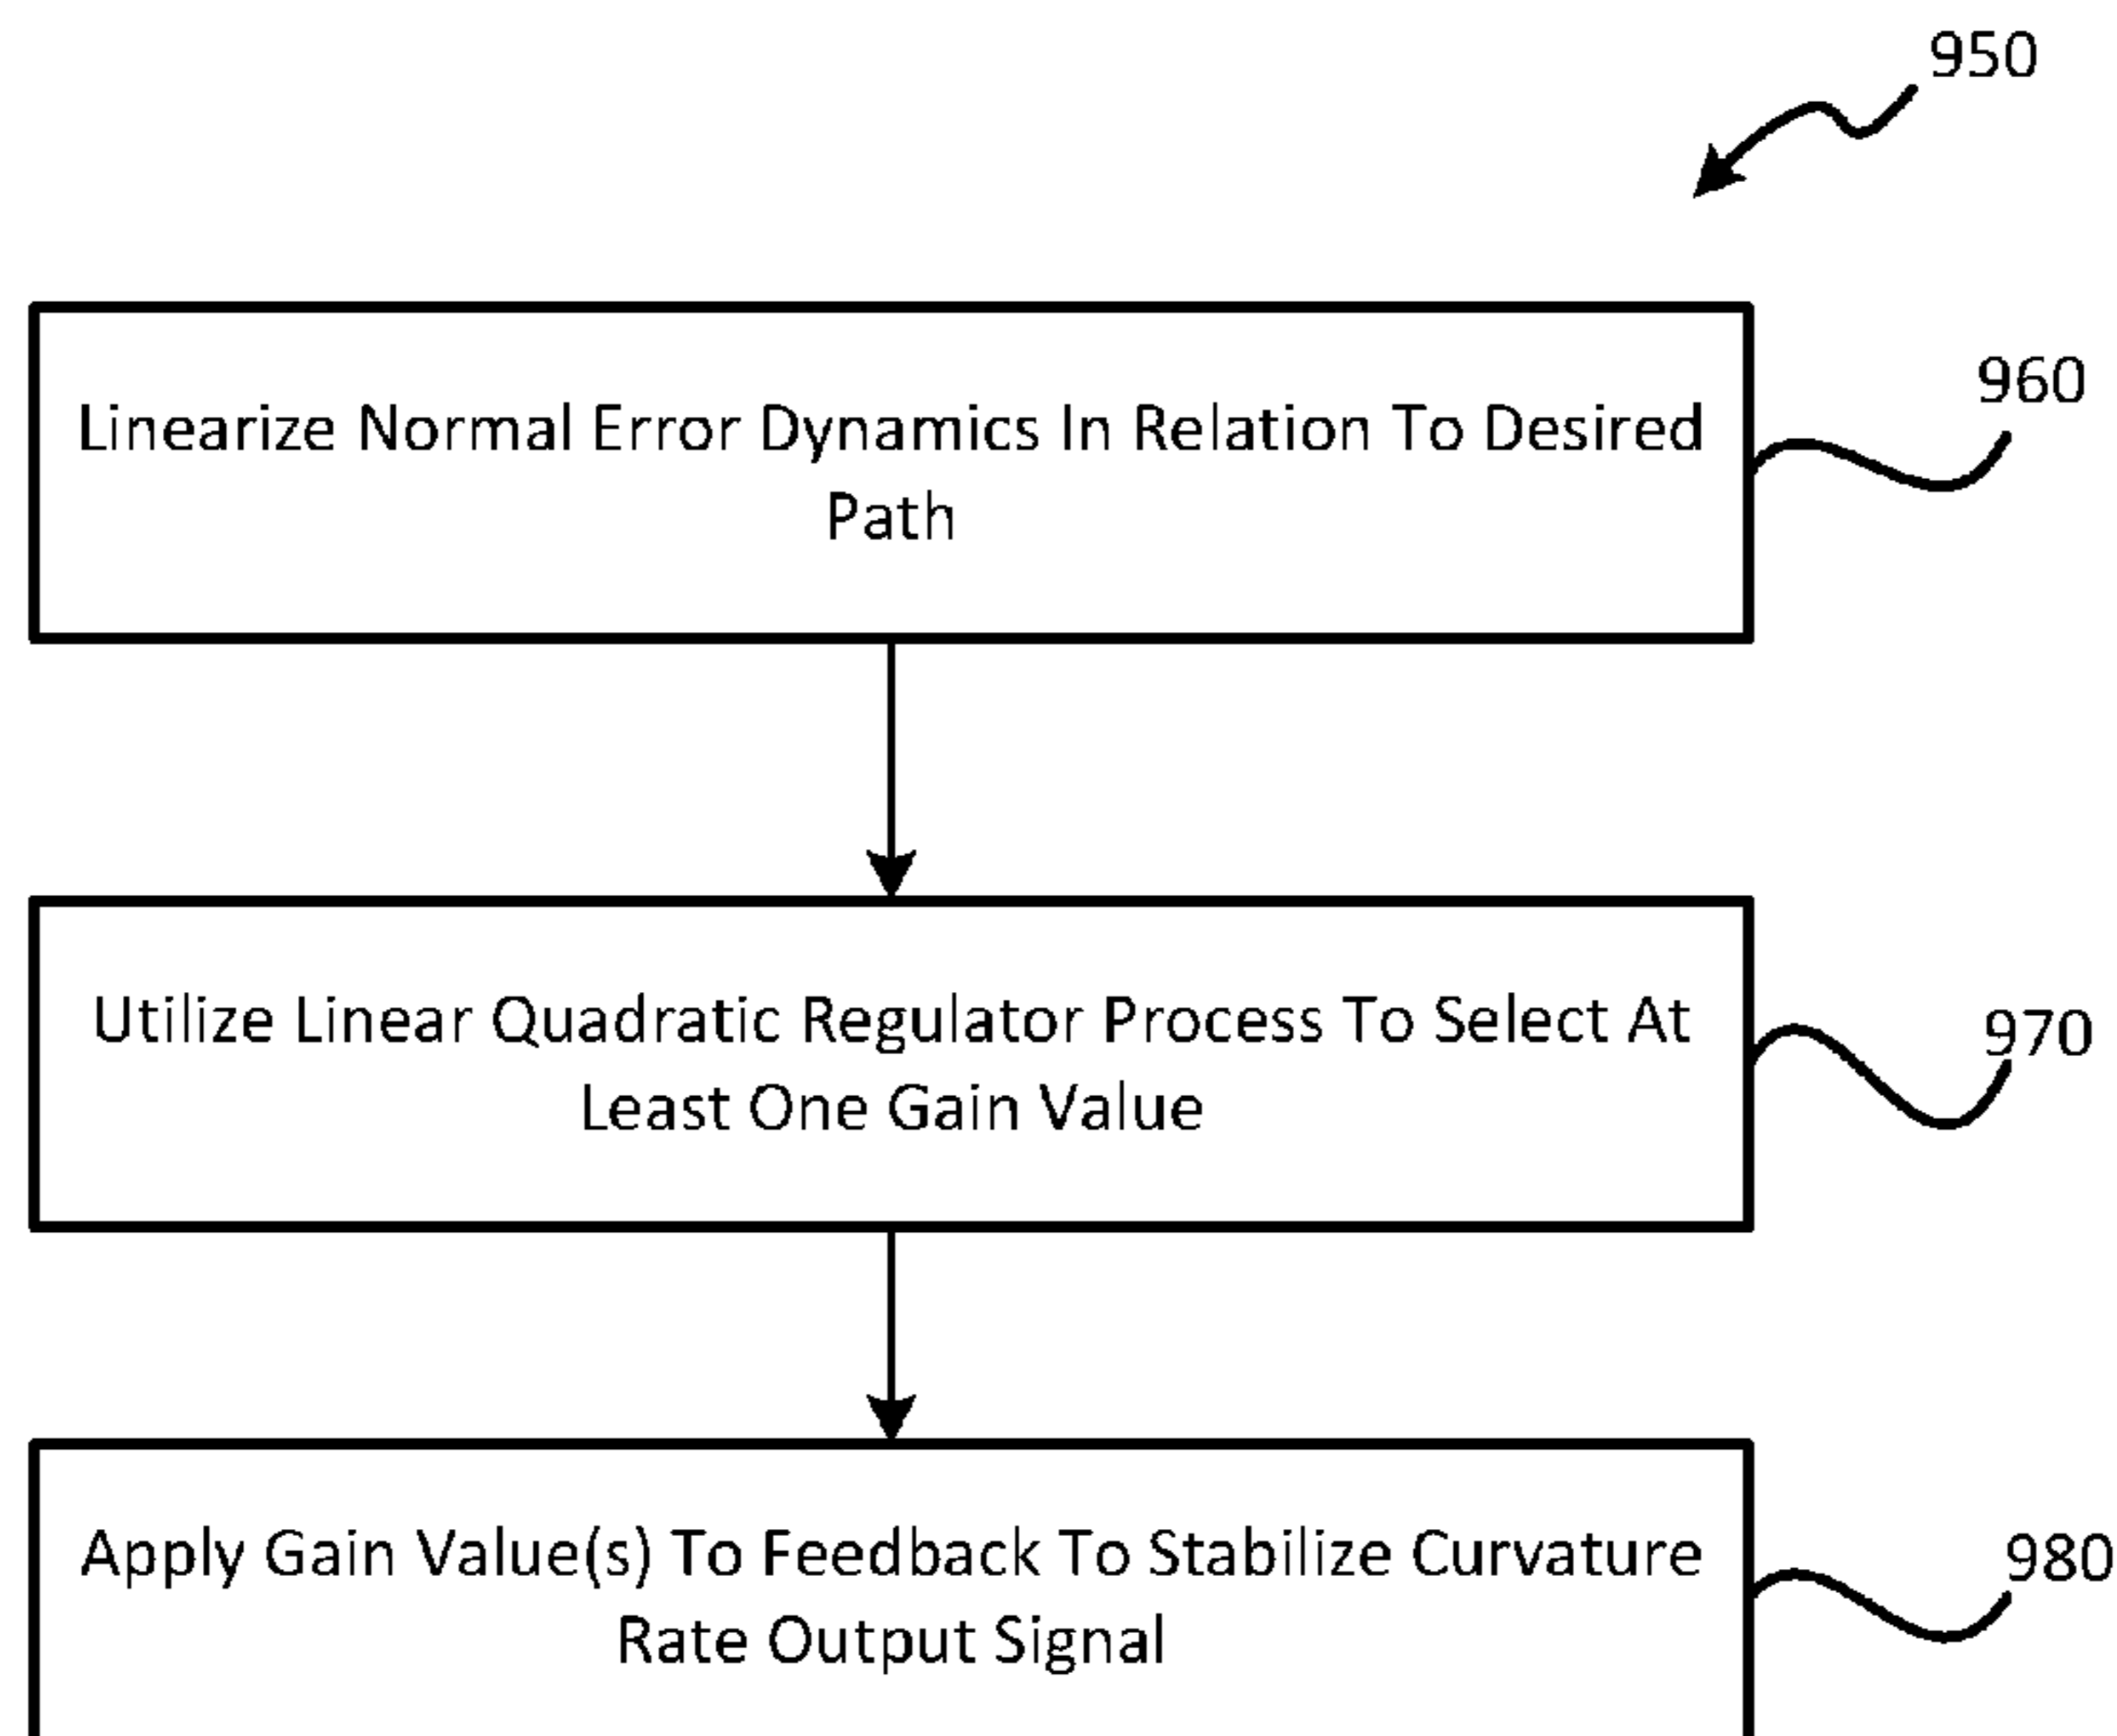 950
Linearize Normal Error Dynamics In Relation To Desired
Path
960
Utilize Linear Quadratic Regulator Process To Select At
Least One Gain Value
970
Apply Gain Value(s) To Feedback To Stabilize Curvature
Rate Output Signal
980